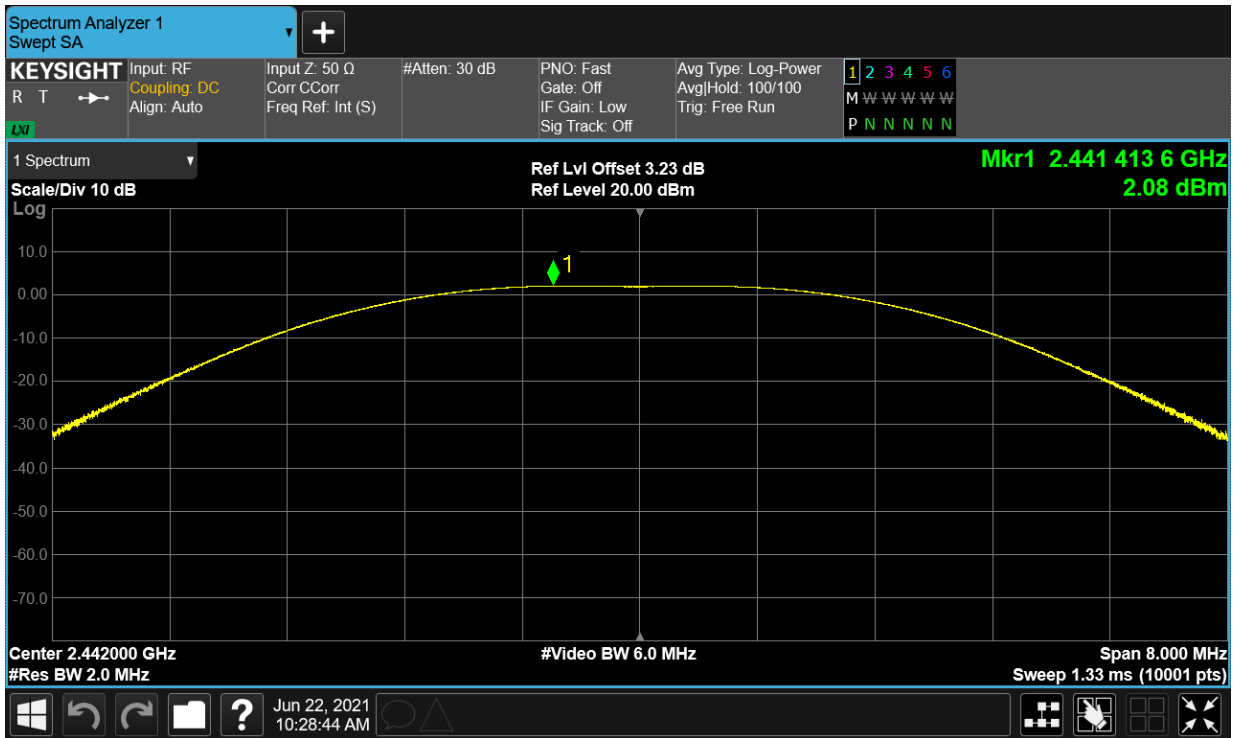 Spectrum Analyzer 1
Swept SA
KEYSIGHT
R T
LXI
Input: RF
Coupling: DC
Align: Auto
Input Z: 50 Ω
Corr CCorr
Freq Ref: Int (S)
#Atten: 30 dB
PNO: Fast
Gate: Off
IF Gain: Low
Sig Track: Off
Avg Type: Log-Power
Avg|Hold: 100/100
Trig: Free Run
1 2 3 4 5 6
M W W W W W
P N N N N N N
1 Spectrum
Scale/Div 10 dB
Log
Ref Lvl Offset 3.23 dB
Ref Level 20.00 dBm
Mkr1 2.441 413 6 GHz
2.08 dBm
10.0
1
0.00
-10.0
-20.0
-30.0
-40.0
-50.0
-60.0
-70.0
Center 2.442000 GHz
#Res BW 2.0 MHz
#Video BW 6.0 MHz
Span 8.000 MHz
Sweep 1.33 ms (10001 pts)
?
Jun 22, 2021
10:28:44 AM